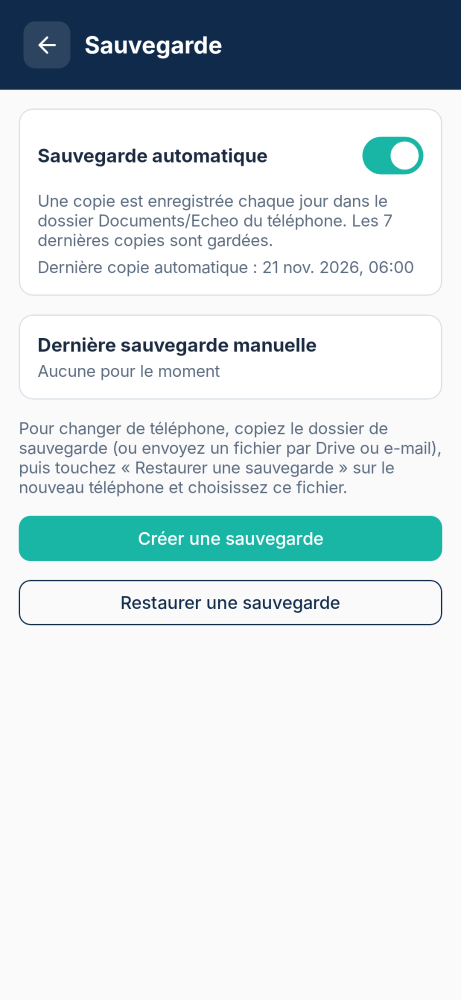 Sauvegarde
Sauvegarde automatique
Une copie est enregistrée chaque jour dans le
dossier Documents/Echeo du téléphone. Les 7
dernières copies sont gardées.
Dernière copie automatique : 21 nov. 2026, 06:00
Dernière sauvegarde manuelle
Aucune pour le moment
Pour changer de téléphone, copiez le dossier de
sauvegarde (ou envoyez un fichier par Drive ou e-mail),
puis touchez « Restaurer une sauvegarde » sur le
nouveau téléphone et choisissez ce fichier.
Créer une sauvegarde
Restaurer une sauvegarde